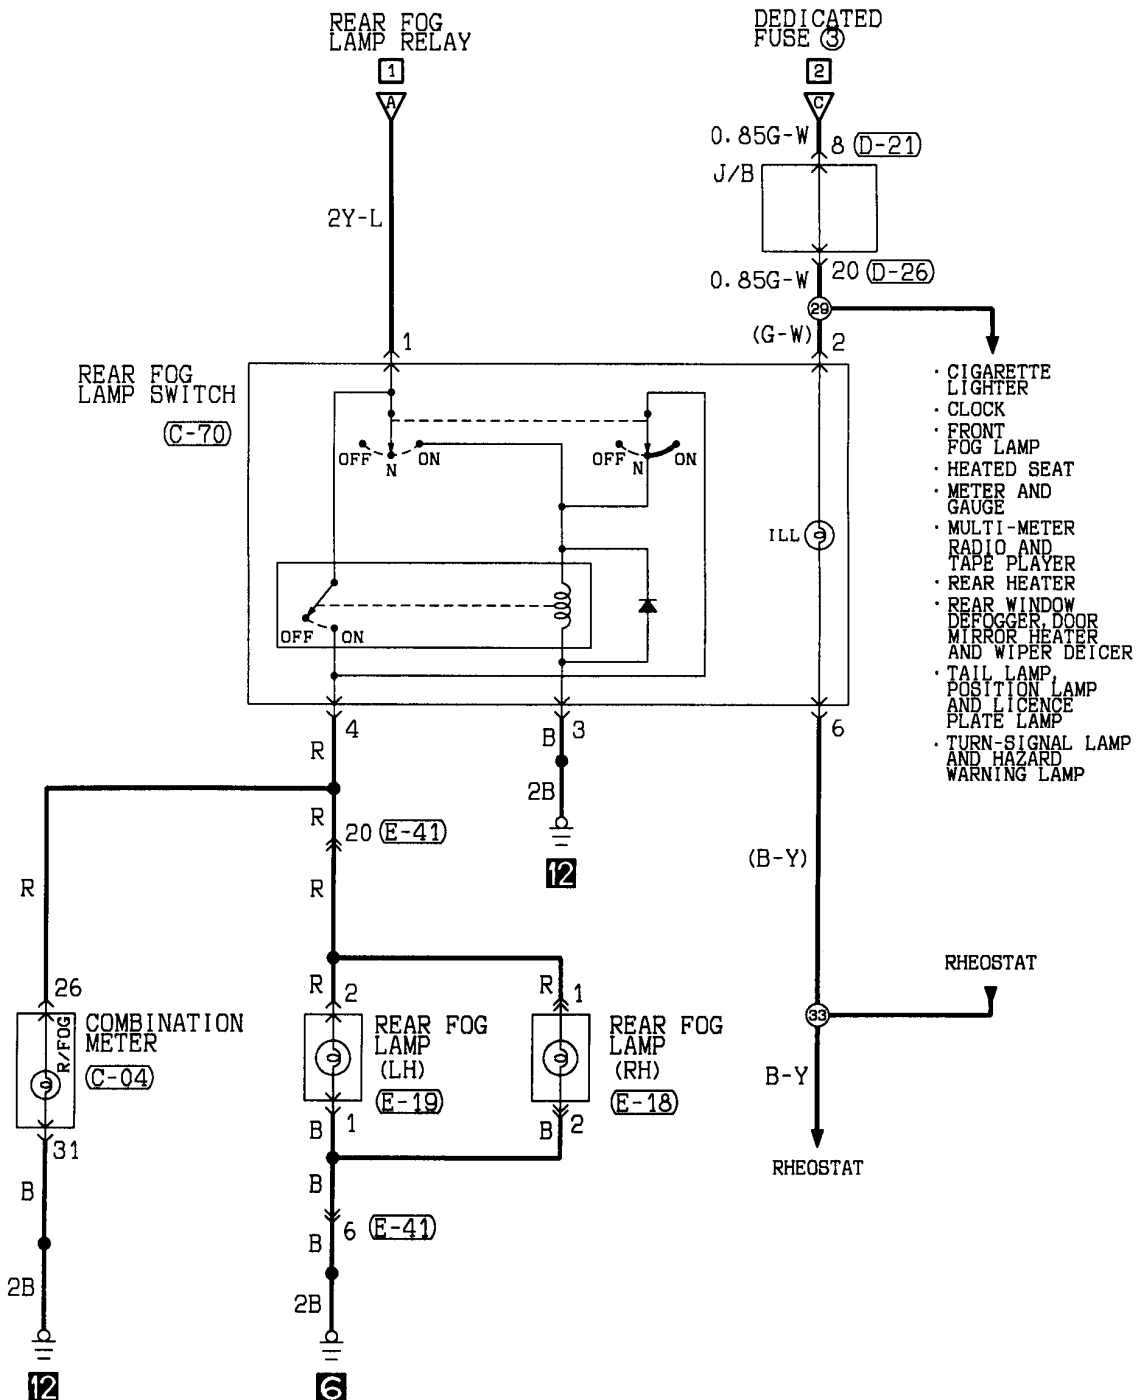 REAR FOG
LAMP RELAY
1
A
DEDICATED
FUSE ③
2
C
0.85G-W
8 (D-21)
J/B
2Y-L
0.85G-W
20 (D-26)
29
(G-W)
1
2
REAR FOG
LAMP SWITCH
(C-70)
OFF
N
ON
OFF
N
ON
ILL
OFF
ON
· CIGARETTE
LIGHTER
· CLOCK
· FRONT
FOG LAMP
· HEATED SEAT
· METER AND
GAUGE
· MULTI-METER
RADIO AND
TAPE PLAYER
· REAR HEATER
· REAR WINDOW
DEFOGGER, DOOR
MIRROR HEATER
AND WIPER DEICER
· TAIL LAMP,
POSITION LAMP
AND LICENCE
PLATE LAMP
· TURN-SIGNAL LAMP
AND HAZARD
WARNING LAMP
4
3
6
R
B
2B
12
R
20 (E-41)
R
R
(B-Y)
RHEOSTAT
33
B-Y
RHEOSTAT
26
R/FOG
COMBINATION
METER
(C-04)
31
B
2B
12
R
2
REAR FOG
LAMP
(LH)
(E-19)
1
B
R
1
REAR FOG
LAMP
(RH)
(E-18)
2
B
B
6 (E-41)
B
2B
6